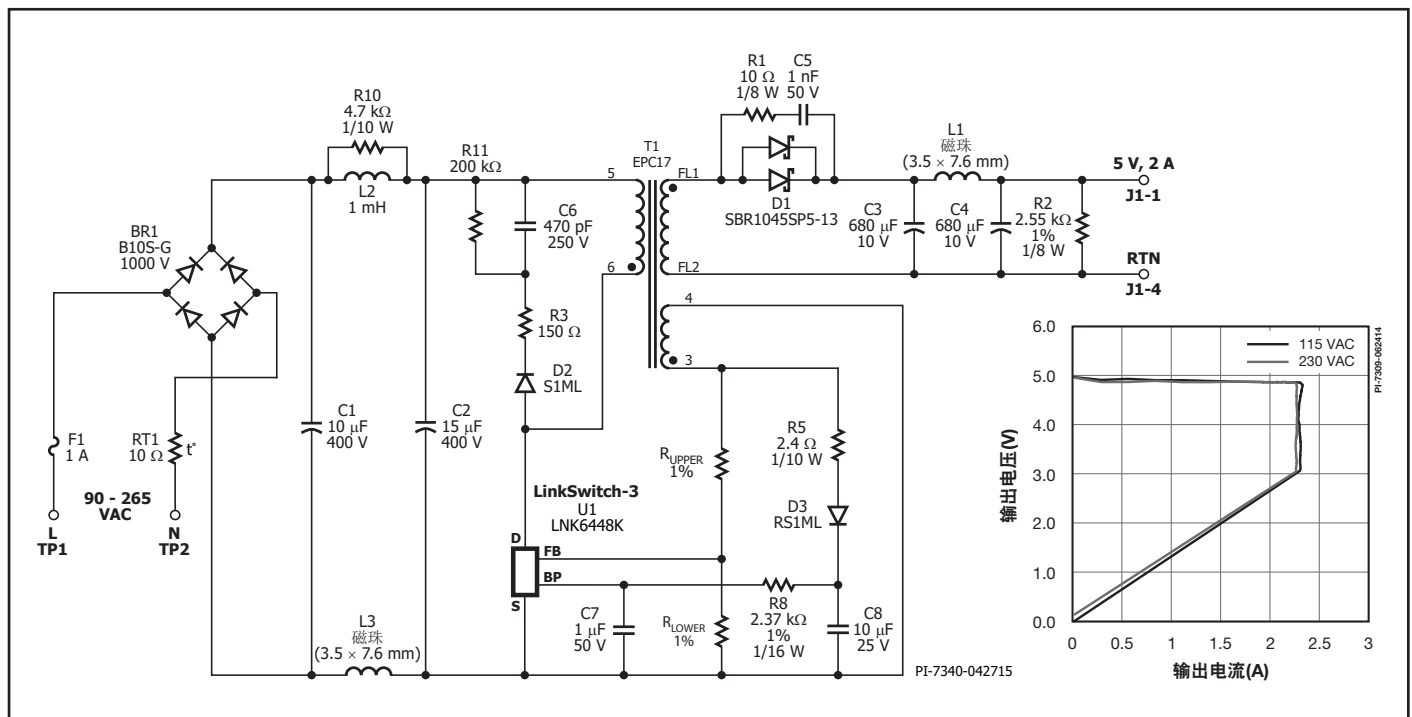 R10
4.7 kΩ
1/10 W
L2
1 mH
R11
200 kΩ
C6
470 pF
250 V
BR1
B10S-G
1000 V
R3
150 Ω
D2
S1ML
F1
1 A
RT1
10 Ω
t°
90 - 265
VAC
L
TP1
N
TP2
C1
10 µF
400 V
C2
15 µF
400 V
L3
磁珠
(3.5 × 7.6 mm)
LinkSwitch-3
U1
LNK6448K
D
S
FB
BP
T1
EPC17
5
6
FL1
FL2
4
3
R1
10 Ω
1/8 W
C5
1 nF
50 V
D1
SBR1045SP5-13
L1
磁珠
(3.5 × 7.6 mm)
C3
680 µF
10 V
C4
680 µF
10 V
R2
2.55 kΩ
1%
1/8 W
5 V, 2 A
J1-1
RTN
J1-4
RUPPER
1%
R5
2.4 Ω
1/10 W
D3
RS1ML
C7
1 µF
50 V
RLOWER
1%
R8
2.37 kΩ
1%
1/16 W
C8
10 µF
25 V
PI-7340-042715
输出电压(V)
6.0
5.0
4.0
3.0
2.0
1.0
0.0
115 VAC
230 VAC
PI-7309-062414
0 0.5 1 1.5 2 2.5 3
输出电流(A)